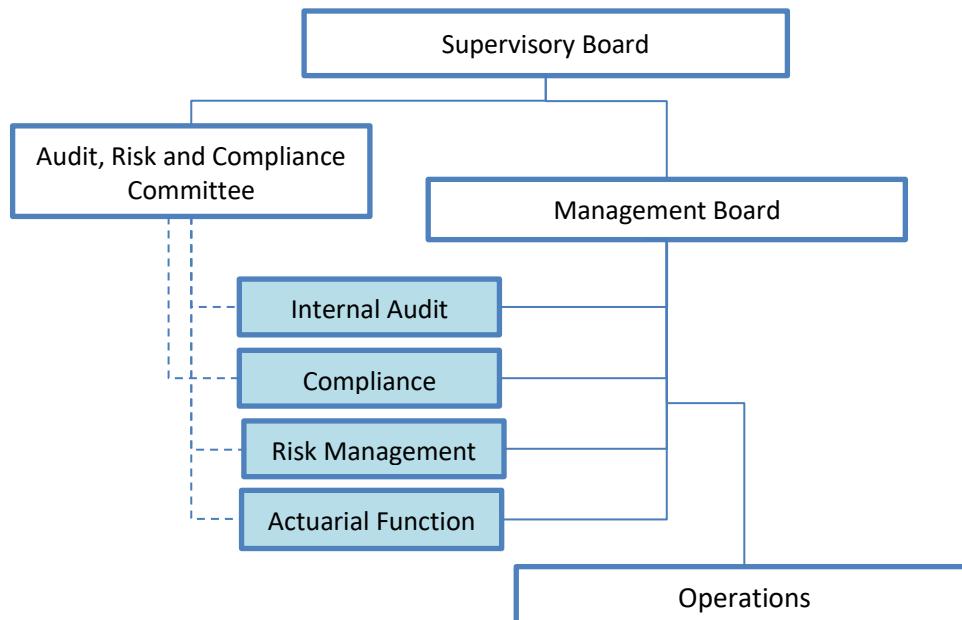 Supervisory Board
Audit, Risk and Compliance
Committee
Management Board
Internal Audit
Compliance
Risk Management
Actuarial Function
Operations